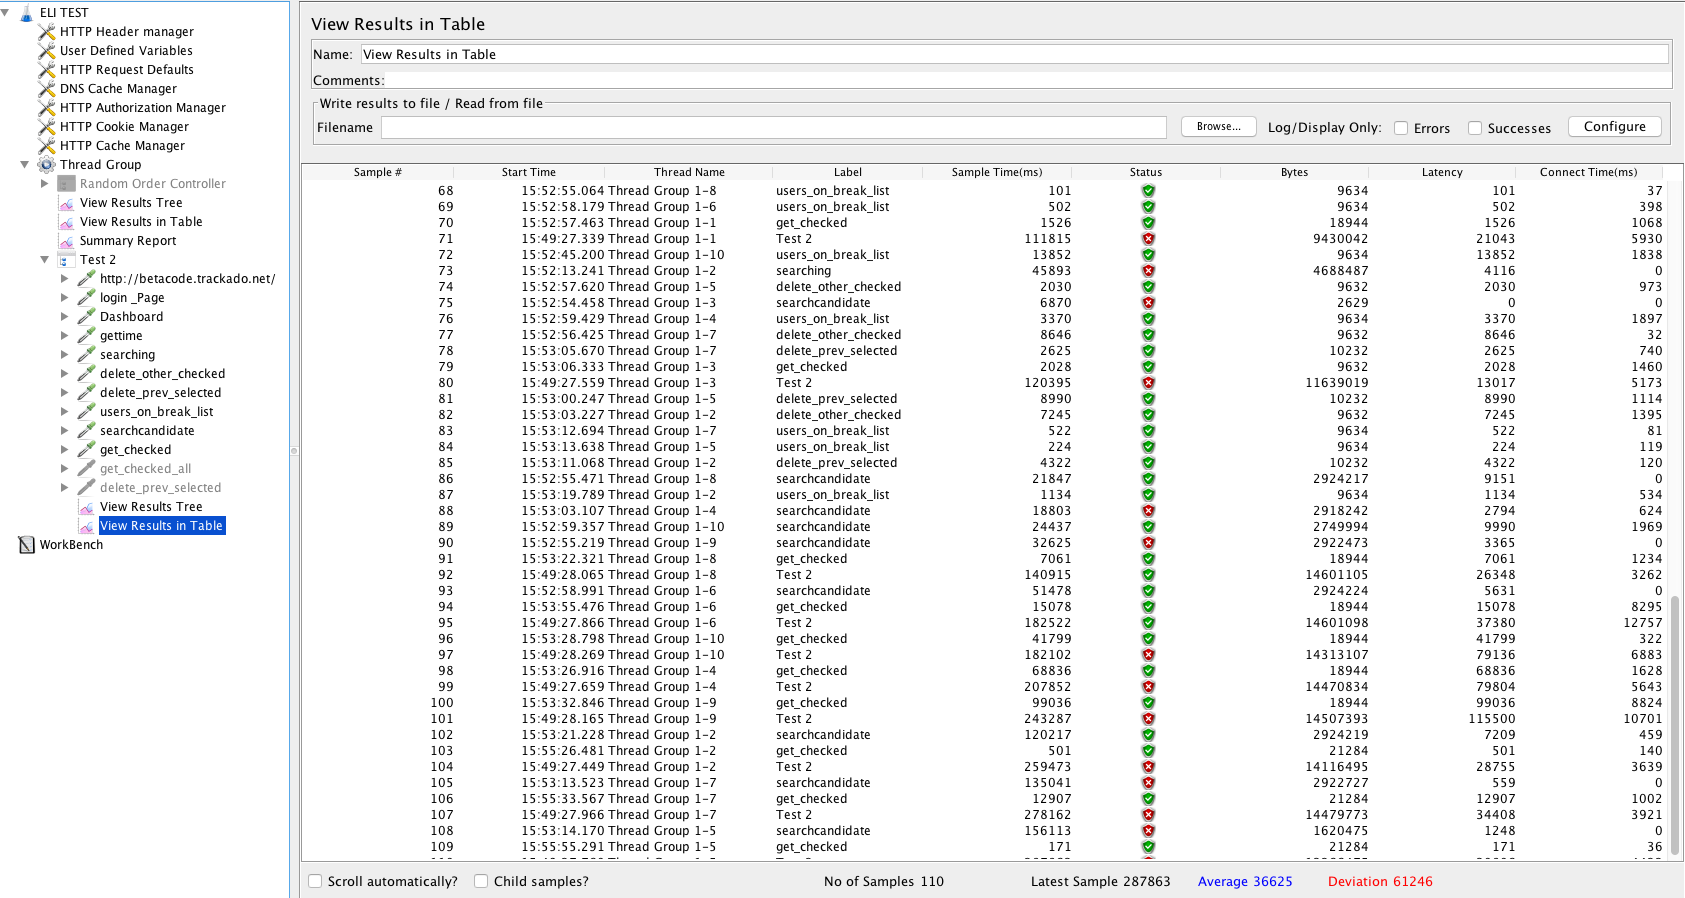 ELI TEST
HTTP Header manager
User Defined Variables
HTTP Request Defaults
DNS Cache Manager
HTTP Authorization Manager
HTTP Cookie Manager
HTTP Cache Manager
Thread Group
Random Order Controller
View Results Tree
View Results in Table
Summary Report
Test 2
http://betacode.trackado.net/
login _Page
Dashboard
gettime
searching
delete_other_checked
delete_prev_selected
users_on_break_list
searchcandidate
get_checked
get_checked_all
delete_prev_selected
View Results Tree
View Results in Table
WorkBench
View Results in Table
Name: View Results in Table
Comments:
Write results to file / Read from file
Filename Browse... Log/Display Only: Errors Successes Configure
Sample # Start Time Thread Name Label Sample Time(ms) Status Bytes Latency Connect Time(ms)
68 15:52:55.064 Thread Group 1-8 users_on_break_list 101 9634 101 37
69 15:52:58.179 Thread Group 1-6 users_on_break_list 502 9634 502 398
70 15:52:57.463 Thread Group 1-1 get_checked 1526 18944 1526 1068
71 15:49:27.339 Thread Group 1-1 Test 2 111815 9430042 21043 5930
72 15:52:45.200 Thread Group 1-10 users_on_break_list 13852 9634 13852 1838
73 15:52:13.241 Thread Group 1-2 searching 45893 4688487 4116 0
74 15:52:57.620 Thread Group 1-5 delete_other_checked 2030 9632 2030 973
75 15:52:54.458 Thread Group 1-3 searchcandidate 6870 2629 0 0
76 15:52:59.429 Thread Group 1-4 users_on_break_list 3370 9634 3370 1897
77 15:52:56.425 Thread Group 1-7 delete_other_checked 8646 9632 8646 32
78 15:53:05.670 Thread Group 1-7 delete_prev_selected 2625 10232 2625 740
79 15:53:06.333 Thread Group 1-3 get_checked 2028 9632 2028 1460
80 15:49:27.559 Thread Group 1-3 Test 2 120395 11639019 13017 5173
81 15:53:00.247 Thread Group 1-5 delete_prev_selected 8990 10232 8990 1114
82 15:53:03.227 Thread Group 1-2 delete_other_checked 7245 9632 7245 1395
83 15:53:12.694 Thread Group 1-7 users_on_break_list 522 9634 522 81
84 15:53:13.638 Thread Group 1-5 users_on_break_list 224 9634 224 119
85 15:53:11.068 Thread Group 1-2 delete_prev_selected 4322 10232 4322 120
86 15:52:55.471 Thread Group 1-8 searchcandidate 21847 2924217 9151 0
87 15:53:19.789 Thread Group 1-2 users_on_break_list 1134 9634 1134 534
88 15:53:03.107 Thread Group 1-4 searchcandidate 18803 2918242 2794 624
89 15:52:59.357 Thread Group 1-10 searchcandidate 24437 2749994 9990 1969
90 15:52:55.219 Thread Group 1-9 searchcandidate 32625 2922473 3365 0
91 15:53:22.321 Thread Group 1-8 get_checked 7061 18944 7061 1234
92 15:49:28.065 Thread Group 1-8 Test 2 140915 14601105 26348 3262
93 15:52:58.991 Thread Group 1-6 searchcandidate 51478 2924224 5631 0
94 15:53:55.476 Thread Group 1-6 get_checked 15078 18944 15078 8295
95 15:49:27.866 Thread Group 1-6 Test 2 182522 14601098 37380 12757
96 15:53:28.798 Thread Group 1-10 get_checked 41799 18944 41799 322
97 15:49:28.269 Thread Group 1-10 Test 2 182102 14313107 79136 6883
98 15:53:26.916 Thread Group 1-4 get_checked 68836 18944 68836 1628
99 15:49:27.659 Thread Group 1-4 Test 2 207852 14470834 79804 5643
100 15:53:32.846 Thread Group 1-9 get_checked 99036 18944 99036 8824
101 15:49:28.165 Thread Group 1-9 Test 2 243287 14507393 115500 10701
102 15:53:21.228 Thread Group 1-2 searchcandidate 120217 2924219 7209 459
103 15:55:26.481 Thread Group 1-2 get_checked 501 21284 501 140
104 15:49:27.449 Thread Group 1-2 Test 2 259473 14116495 28755 3639
105 15:53:13.523 Thread Group 1-7 searchcandidate 135041 2922727 559 0
106 15:55:33.567 Thread Group 1-7 get_checked 12907 21284 12907 1002
107 15:49:27.966 Thread Group 1-7 Test 2 278162 14479773 34408 3921
108 15:53:14.170 Thread Group 1-5 searchcandidate 156113 1620475 1248 0
109 15:55:55.291 Thread Group 1-5 get_checked 171 21284 171 36
Scroll automatically? Child samples? No of Samples 110 Latest Sample 287863 Average 36625 Deviation 61246